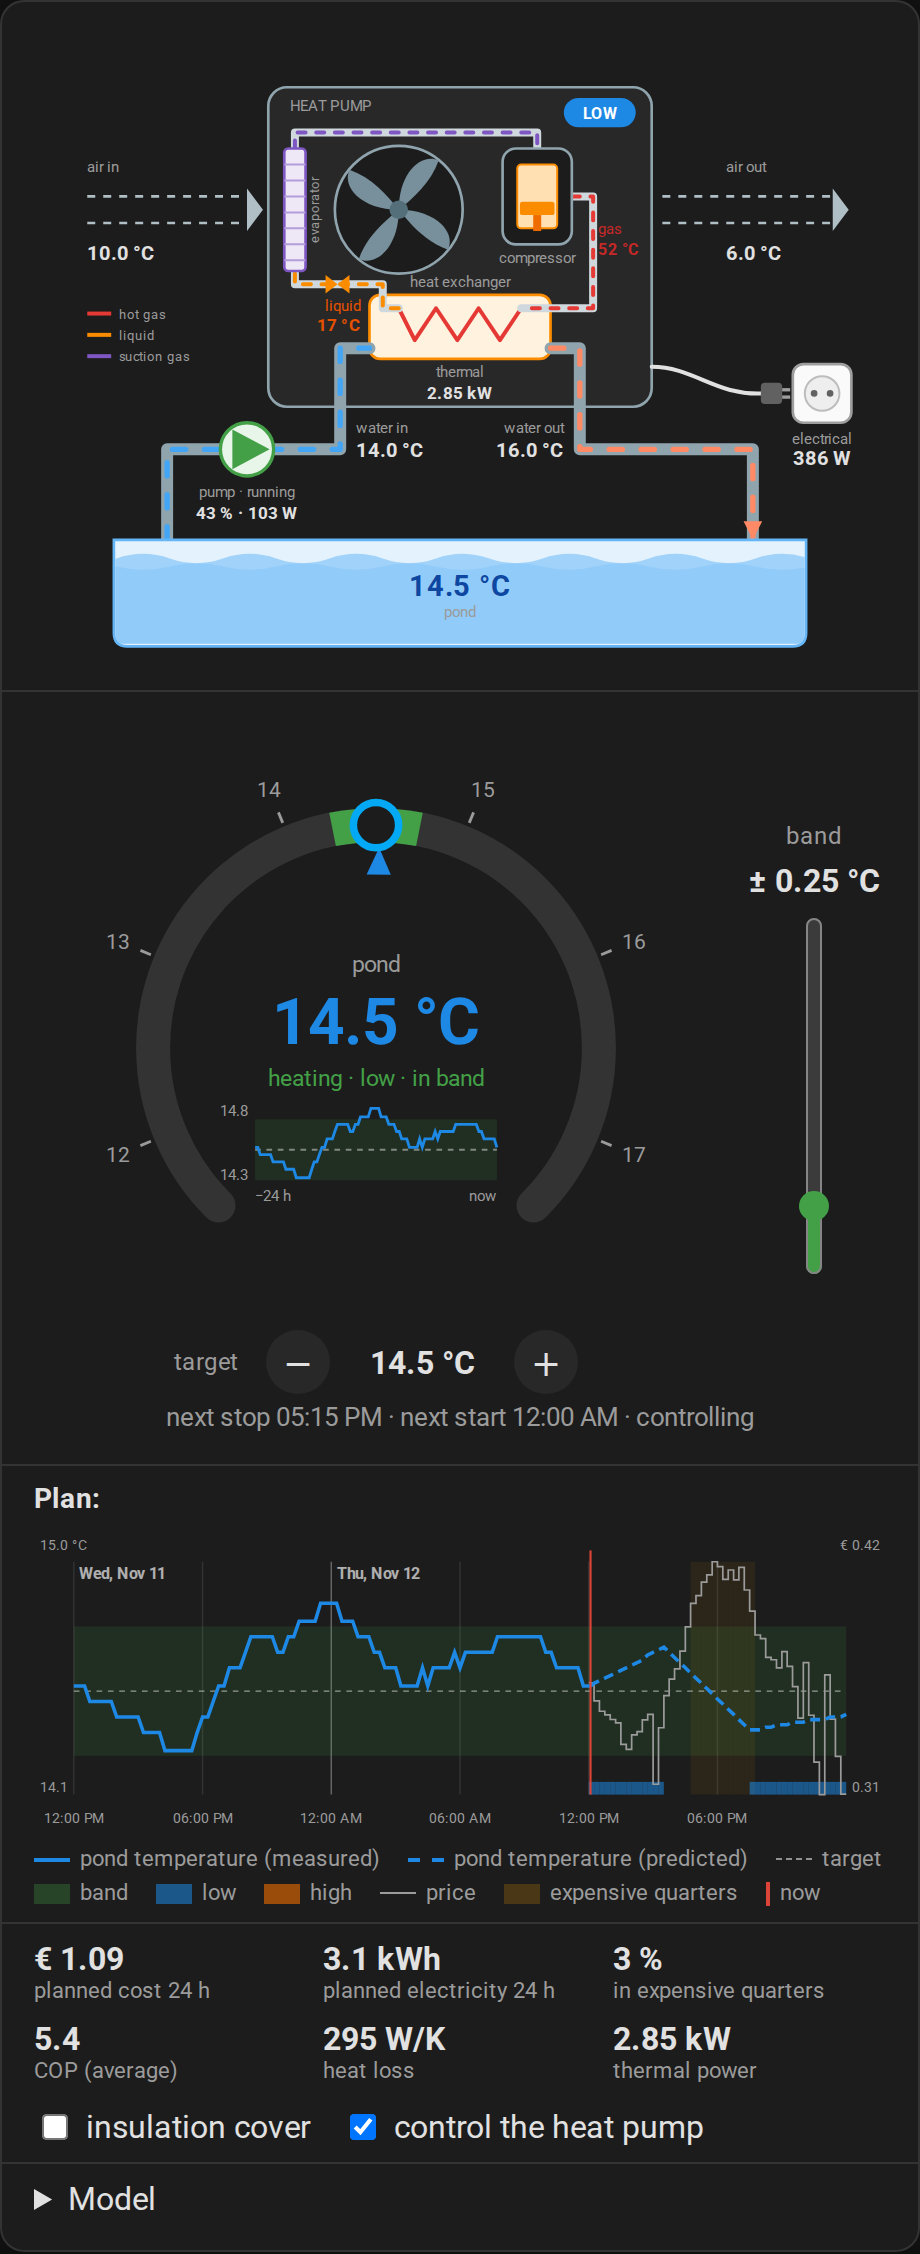 HEAT PUMP
LOW
air in
air out
10.0 °C
6.0 °C
evaporator
compressor
gas
52 °C
heat exchanger
liquid
17 °C
hot gas
liquid
suction gas
thermal
2.85 kW
water in
14.0 °C
water out
16.0 °C
electrical
386 W
pump · running
43 % · 103 W
14.5 °C
pond
14
15
13
16
12
17
band
± 0.25 °C
pond
14.5 °C
heating · low · in band
14.8
14.3
−24 h
now
target
−
14.5 °C
+
next stop 05:15 PM · next start 12:00 AM · controlling
Plan:
15.0 °C
€ 0.42
Wed, Nov 11
Thu, Nov 12
14.1
0.31
12:00 PM
06:00 PM
12:00 AM
06:00 AM
12:00 PM
06:00 PM
pond temperature (measured)
pond temperature (predicted)
target
band
low
high
price
expensive quarters
now
€ 1.09
3.1 kWh
3 %
planned cost 24 h
planned electricity 24 h
in expensive quarters
5.4
295 W/K
2.85 kW
COP (average)
heat loss
thermal power
insulation cover
control the heat pump
Model